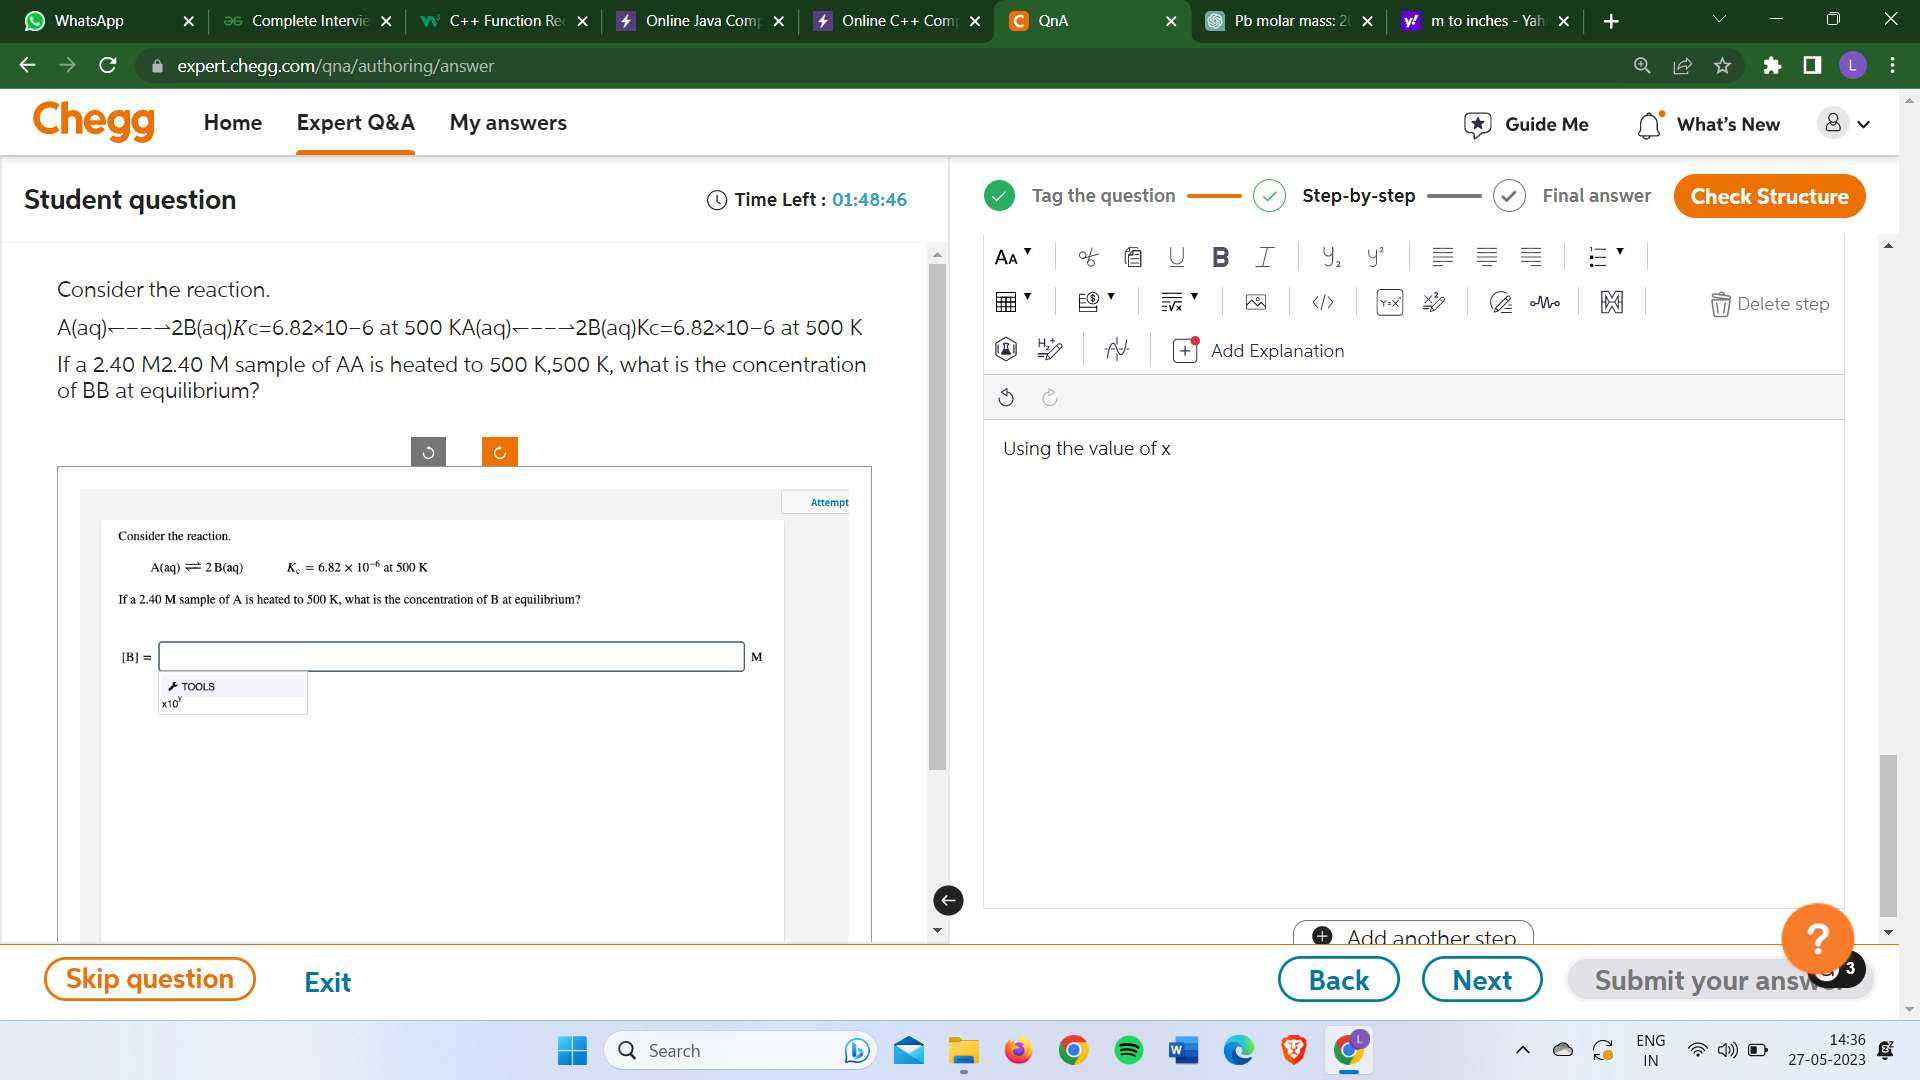 WhatsApp
Complete Intervie
C++ Function Rec
Online Java Comp
Online C++ Comp
QnA
Pb molar mass: 20
m to inches - Yah
expert.chegg.com/qna/authoring/answer
L
Chegg
Home
Expert Q&A
My answers
Guide Me
What's New
Student question
Time Left : 01:48:46
Tag the question
Step-by-step
Final answer
Check Structure
Delete step
Add Explanation
Consider the reaction.
A(aq)↽−−−⇀2B(aq)𝐾c=6.82×10−6 at 500 KA(aq)↽−−−⇀2B(aq)Kc=6.82×10−6 at 500 K
If a 2.40 M2.40 M sample of AA is heated to 500 K,500 K, what is the concentration
of BB at equilibrium?
Using the value of x
Attempt
Consider the reaction.
A(aq) ⇌ 2 B(aq) Kc = 6.82 × 10⁻⁶ at 500 K
If a 2.40 M sample of A is heated to 500 K, what is the concentration of B at equilibrium?
[B] = M
TOOLS
x10ʸ
Add another step
Skip question
Exit
Back
Next
Submit your answ
3
Search
ENG
IN
14:36
27-05-2023